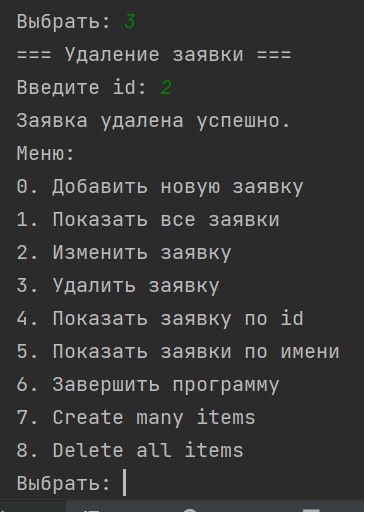 Выбрать: 3
=== Удаление заявки ===
Введите id: 2
Заявка удалена успешно.
Меню:
0. Добавить новую заявку
1. Показать все заявки
2. Изменить заявку
3. Удалить заявку
4. Показать заявку по id
5. Показать заявки по имени
6. Завершить программу
7. Create many items
8. Delete all items
Выбрать: